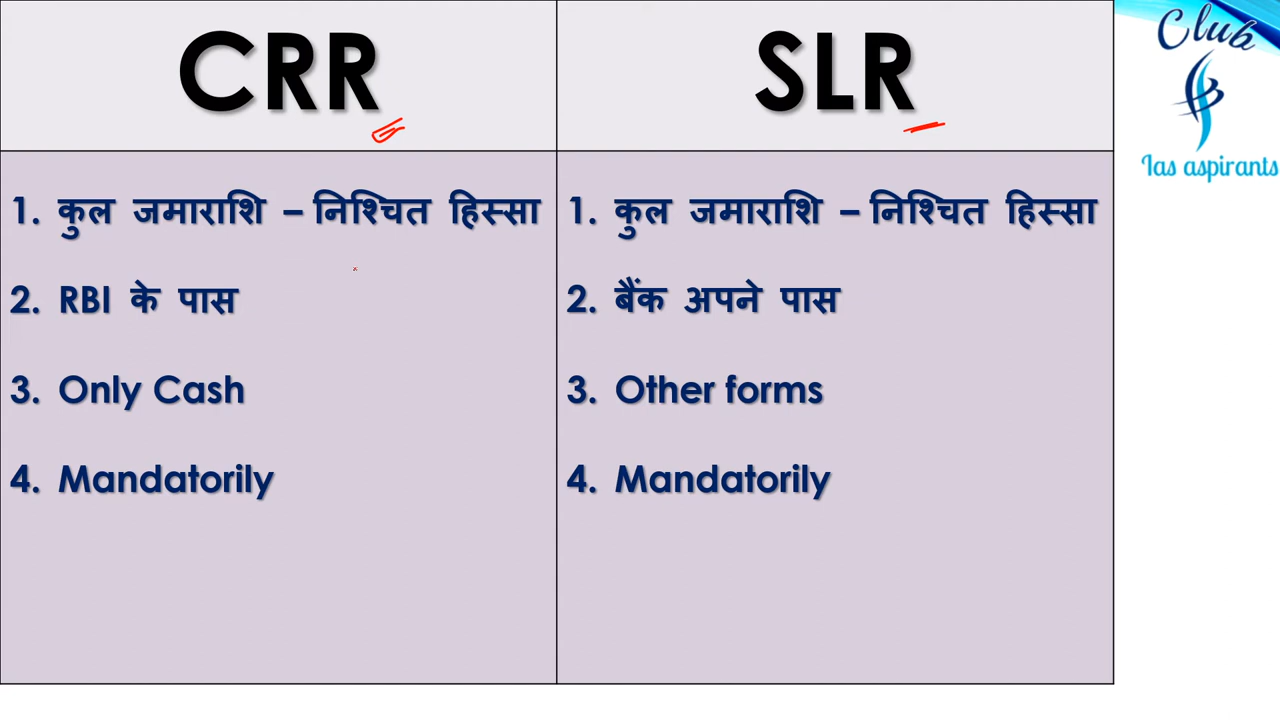 CRR
SLR
1. कुल जमाराशि – निश्चित हिस्सा
2. RBI के पास
3. Only Cash
4. Mandatorily
1. कुल जमाराशि – निश्चित हिस्सा
2. बैंक अपने पास
3. Other forms
4. Mandatorily
Club
Ias aspirants